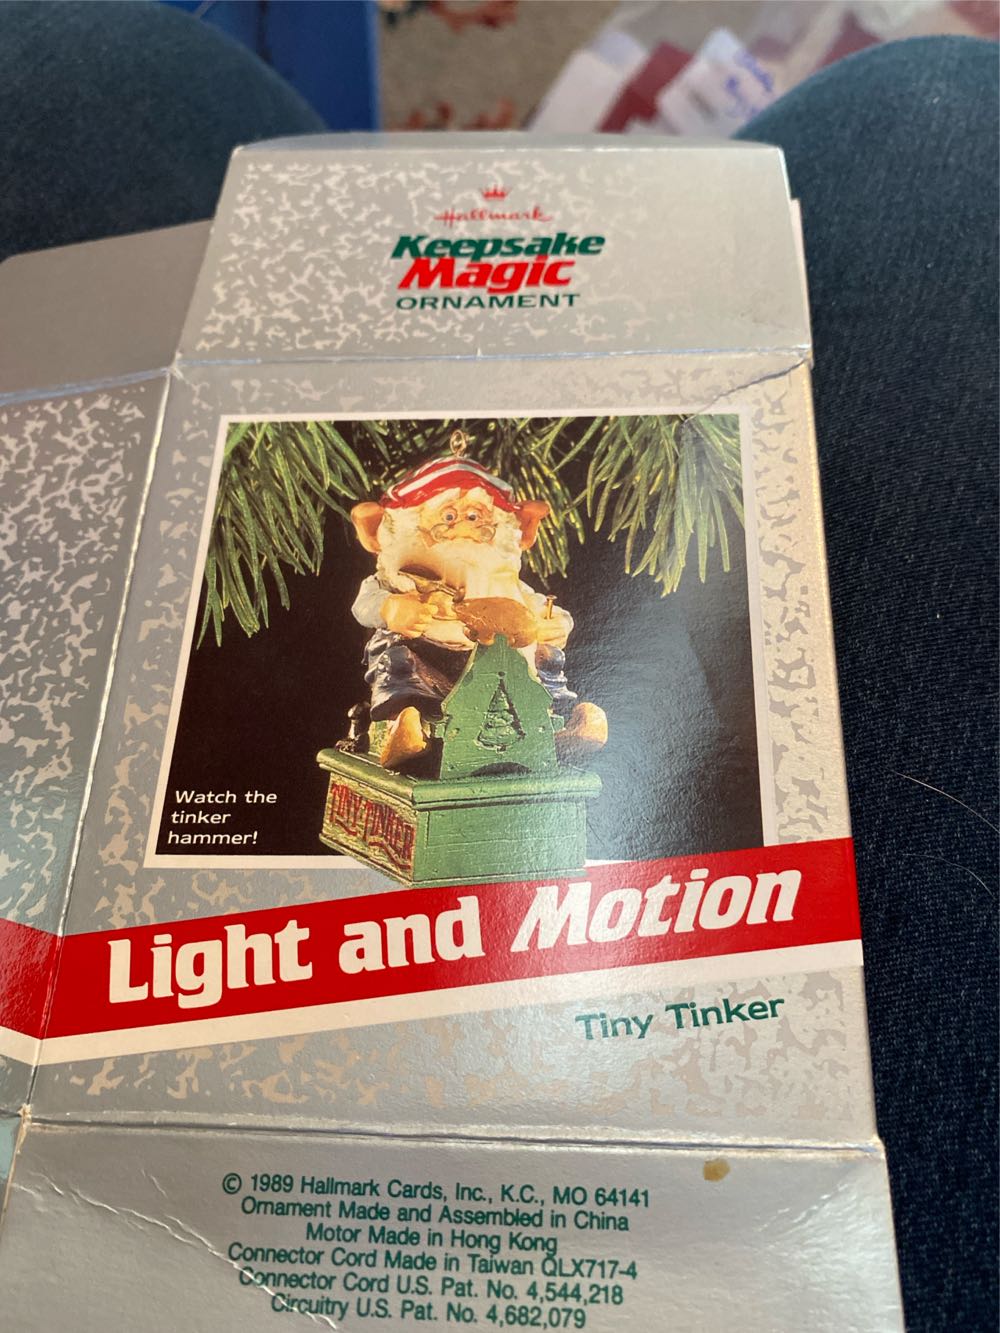 Hallmark
Keepsake
Magic
ORNAMENT
Watch the
tinker
hammer!
TINY TINKER
Light and Motion
Tiny Tinker
© 1989 Hallmark Cards, Inc., K.C., MO 64141
Ornament Made and Assembled in China
Motor Made in Hong Kong
Connector Cord Made in Taiwan QLX717-4
Connector Cord U.S. Pat. No. 4,544,218
Circuitry U.S. Pat. No. 4,682,079